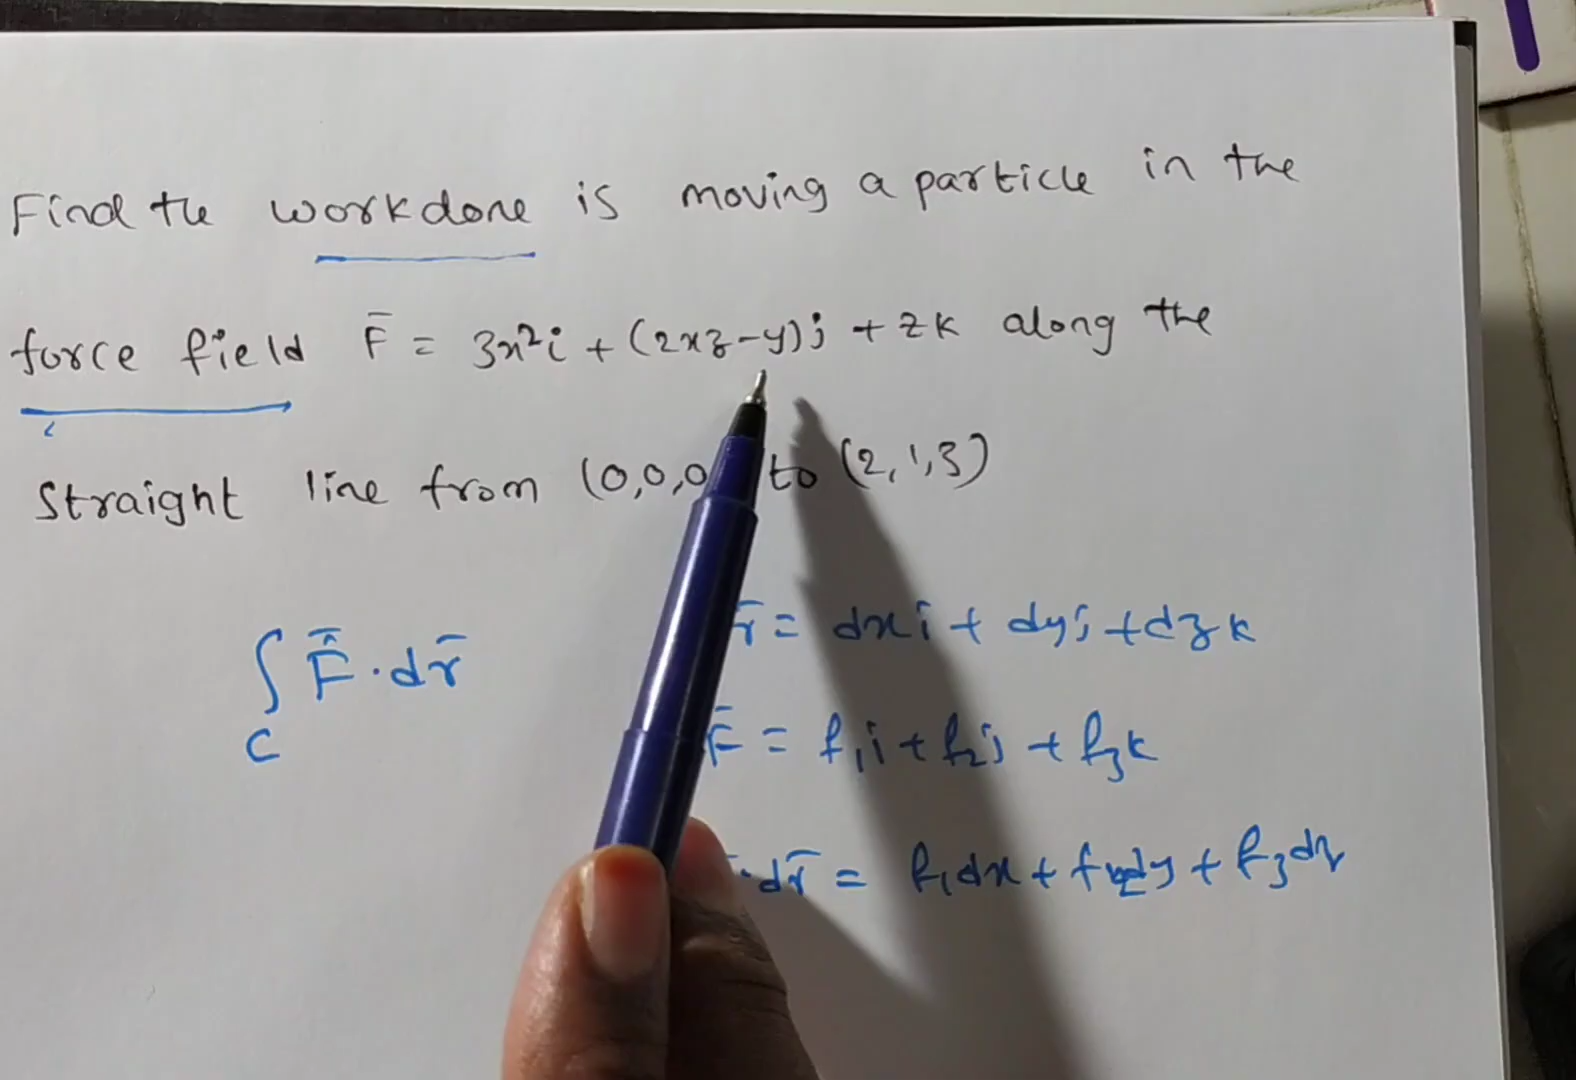 Find the workdone is moving a particle in the
force field F̄ = 3x²i + (2xz-y)j + zk along the
straight line from (0,0,0 to (2,1,3)
∫ F̄·dr̄
C
r̄ = dxi + dyj + dzk
F̄ = f₁i + f₂j + f₃k
·dr̄ = f₁dx + f₂dy + f₃dz